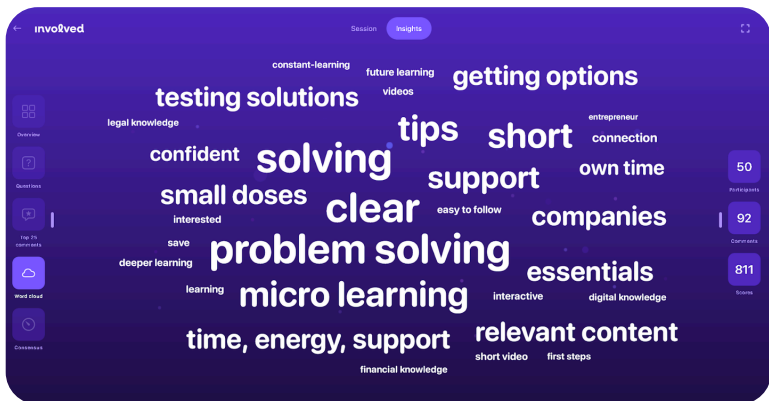 involved
Session
Insights
constant-learning
future learning
getting options
testing solutions
videos
legal knowledge
tips
entrepreneur
short
connection
confident
solving
support
own time
small doses
clear
easy to follow
companies
interested
save
problem solving
deeper learning
essentials
learning
micro learning
interactive
digital knowledge
time, energy, support
relevant content
short video
first steps
financial knowledge
Overview
Questions
Top 25
comments
Word cloud
Consensus
50
Participants
92
Comments
811
Scores